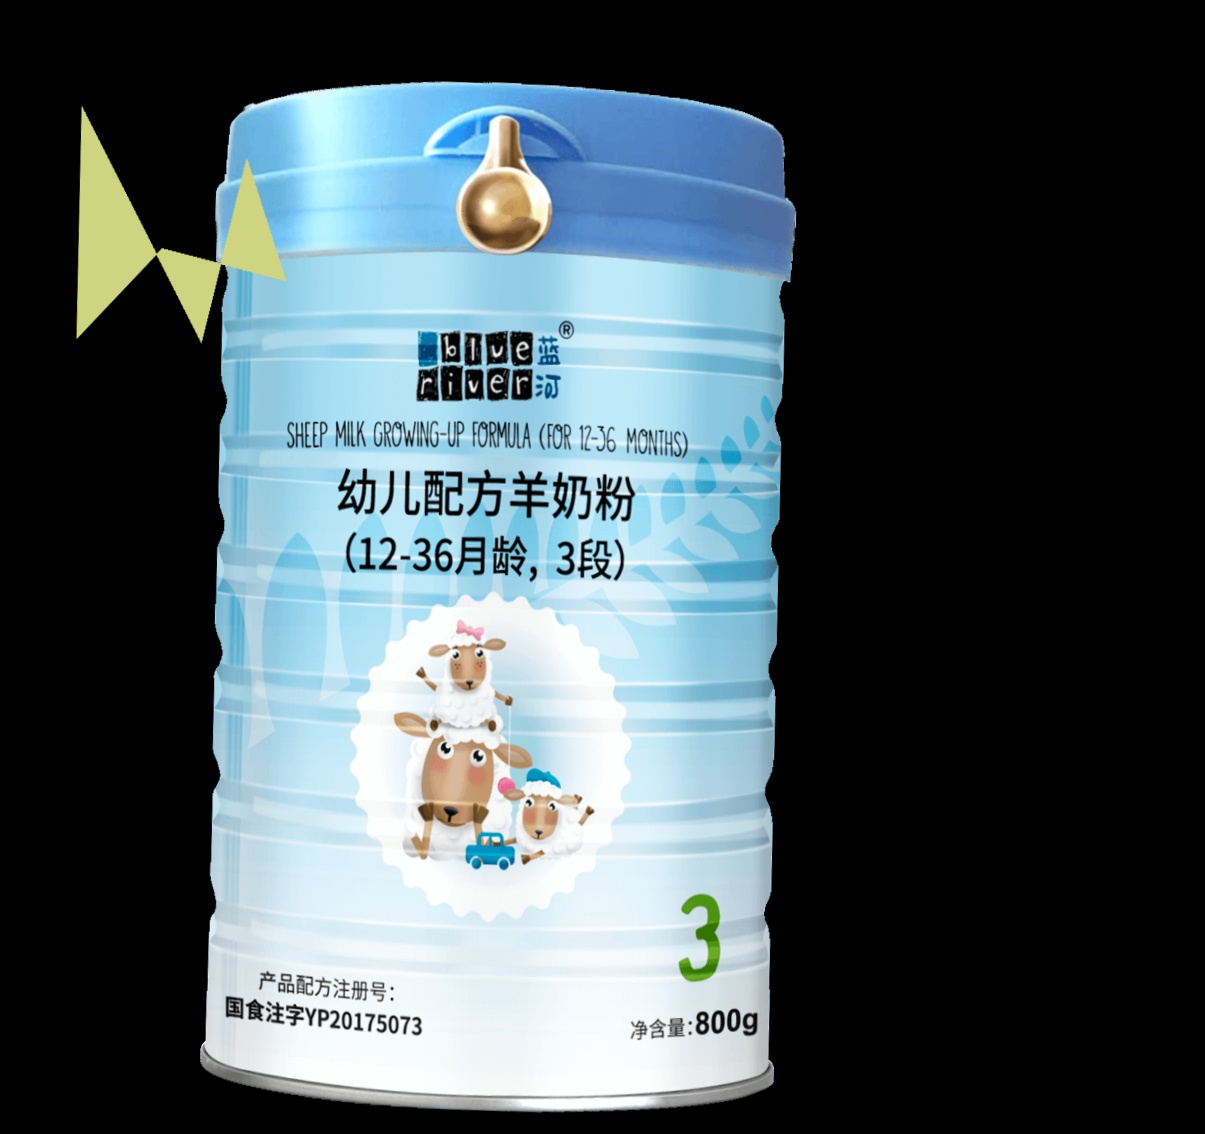 blue 蓝®
river 河
SHEEP MILK GROWING-UP FORMULA (FOR 12-36 MONTHS)
幼儿配方羊奶粉
(12-36月龄, 3段)
3
产品配方注册号:
国食注字YP20175073
净含量:800g